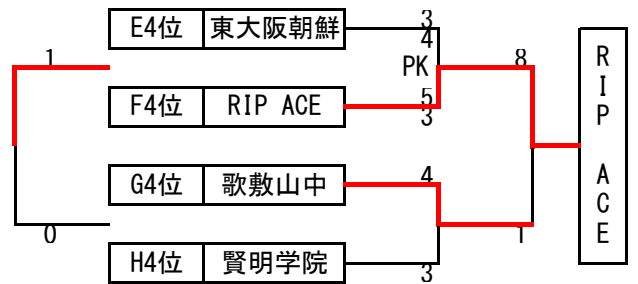 E4位 東大阪朝鮮 3
4
1 PK 8
F4位 RIP ACE 5
3
G4位 歌敷山中 4
0 1
H4位 賢明学院 3
RIP ACE